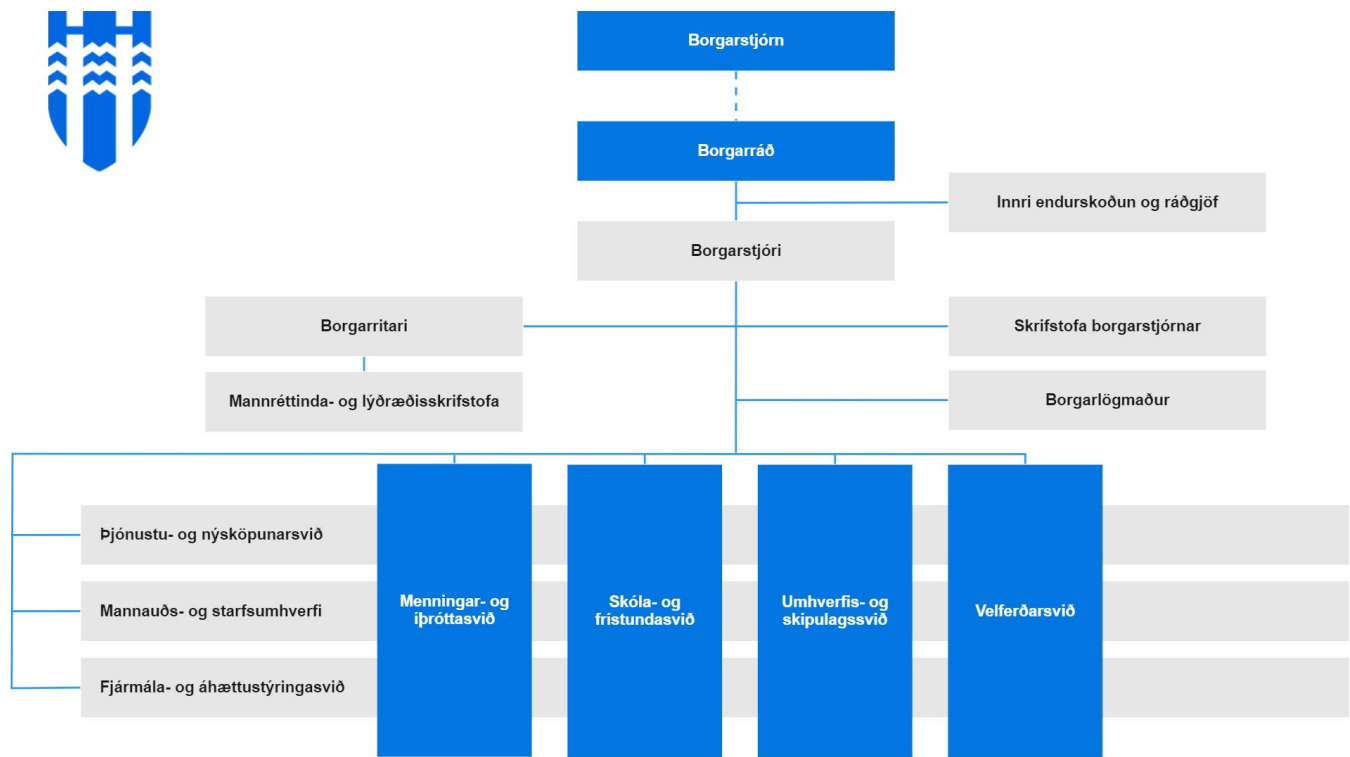 Borgarstjórn
Borgarráð
Innri endurskoðun og ráðgjöf
Borgarstjóri
Borgarritari
Skrifstofa borgarstjórnar
Mannréttinda- og lýðræðisskrifstofa
Borgarlögmaður
Þjónustu- og nýsköpunarsvið
Mannauðs- og starfsumhverfi
Fjármála- og áhættustýringasvið
Menningar- og
íþróttasvið
Skóla- og
frístundasvið
Umhverfis- og
skipulagssvið
Velferðarsvið